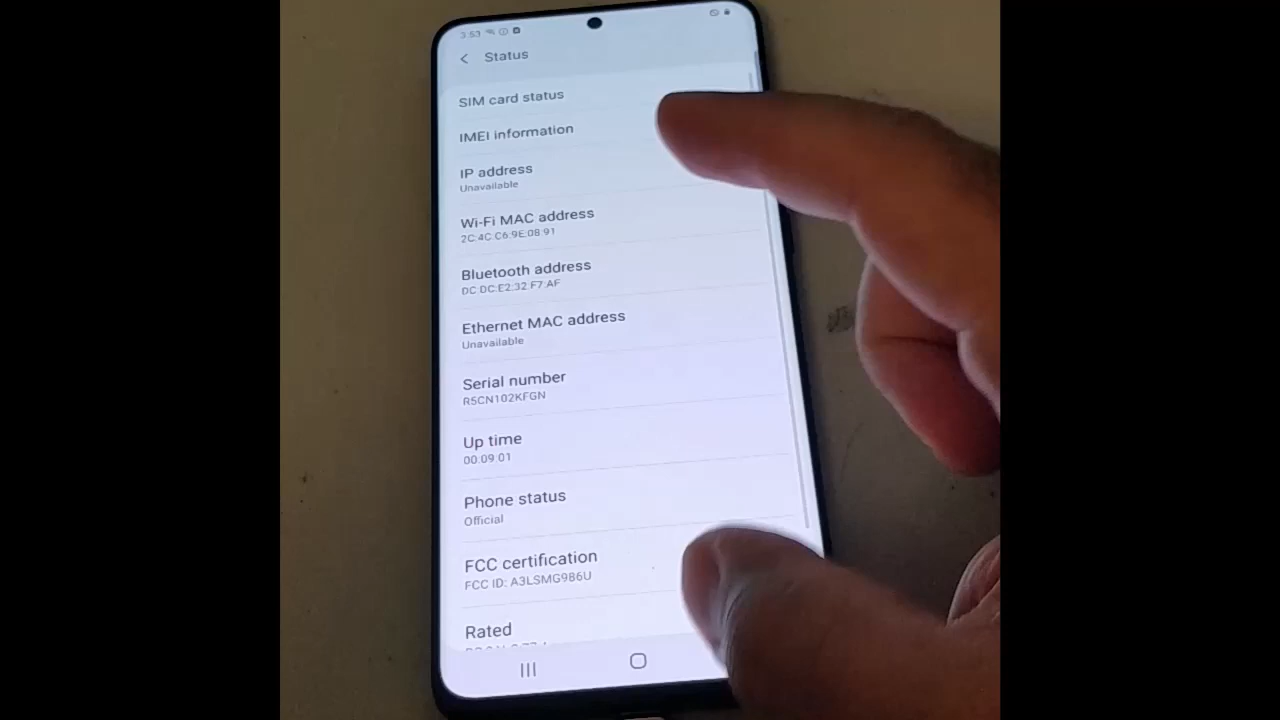 3:53
Status
SIM card status
IMEI information
IP address
Unavailable
Wi-Fi MAC address
2C:4C:C6:9E:08:91
Bluetooth address
DC:DC:E2:32:F7:AF
Ethernet MAC address
Unavailable
Serial number
R5CN102KFGN
Up time
00:09:01
Phone status
Official
FCC certification
FCC ID: A3LSMG986U
Rated